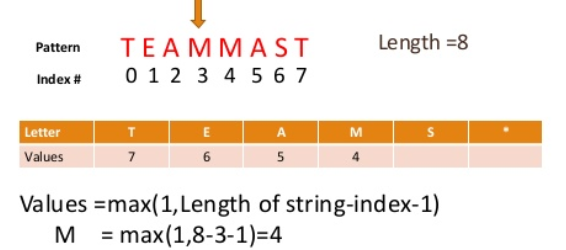 Pattern T E A M M A S T Length =8
Index # 0 1 2 3 4 5 6 7
Letter T E A M S *
Values 7 6 5 4
Values =max(1,Length of string-index-1)
M = max(1,8-3-1)=4